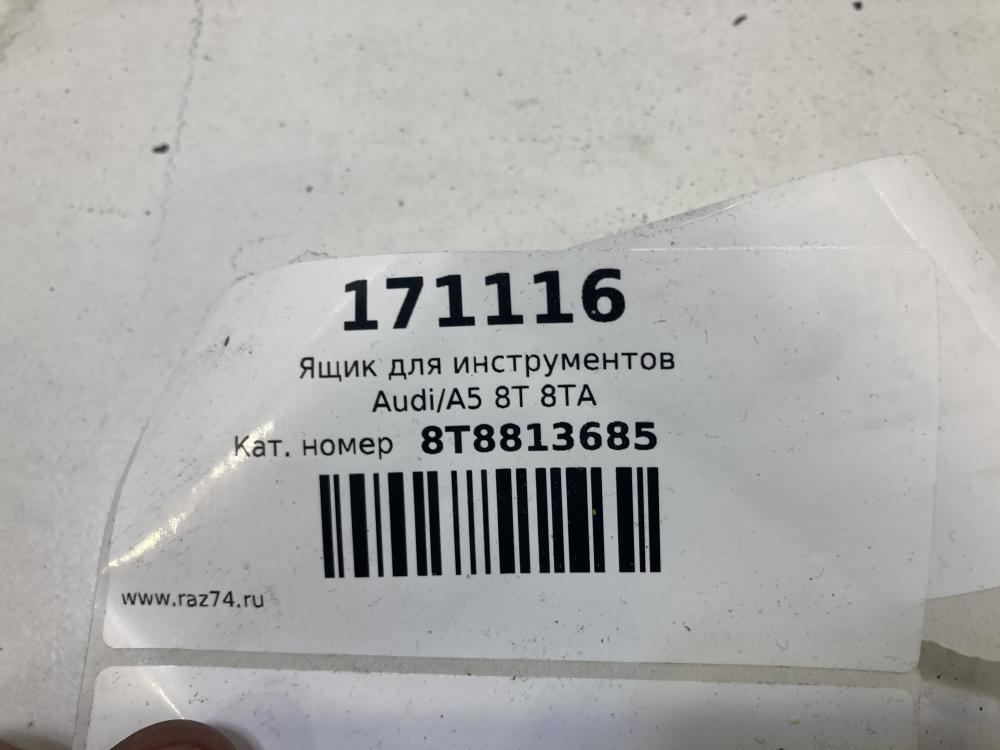 171116
Ящик для инструментов
Audi/A5 8T 8TA
Кат. номер 8T8813685
www.raz74.ru